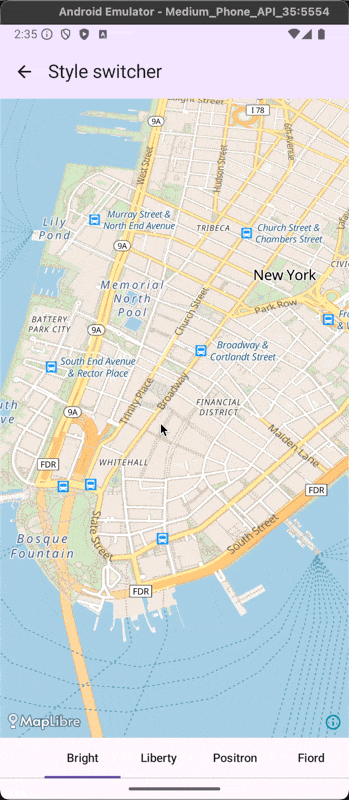 Android Emulator - Medium_Phone_API_35:5554
2:35
Style switcher
I 78
9A
West Street
Hudson Street
6th Avenue
Lily
Pond
Murray Street &
North End Avenue
TRIBECA
Church Street &
Chambers Street
9A
New York
Memorial
North
Pool
Park Row
BATTERY
PARK CITY
9A
Church Street
Broadway &
Cortlandt Street
South End Avenue
& Rector Place
Trinity Place
Broadway
FINANCIAL
DISTRICT
9A
Maiden Lane
FDR
WHITEHALL
FDR
State Street
South Street
Bosque
Fountain
FDR
MapLibre
Bright
Liberty
Positron
Fiord